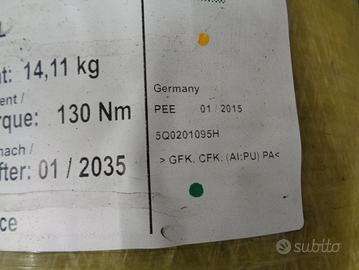 nt: 14,11 kg
ent /
rque: 130 Nm
nach /
fter: 01 / 2035
ce
Germany
PEE 01 / 2015
5Q0201095H
> GFK. CFK. (Al:PU) PA<
subito